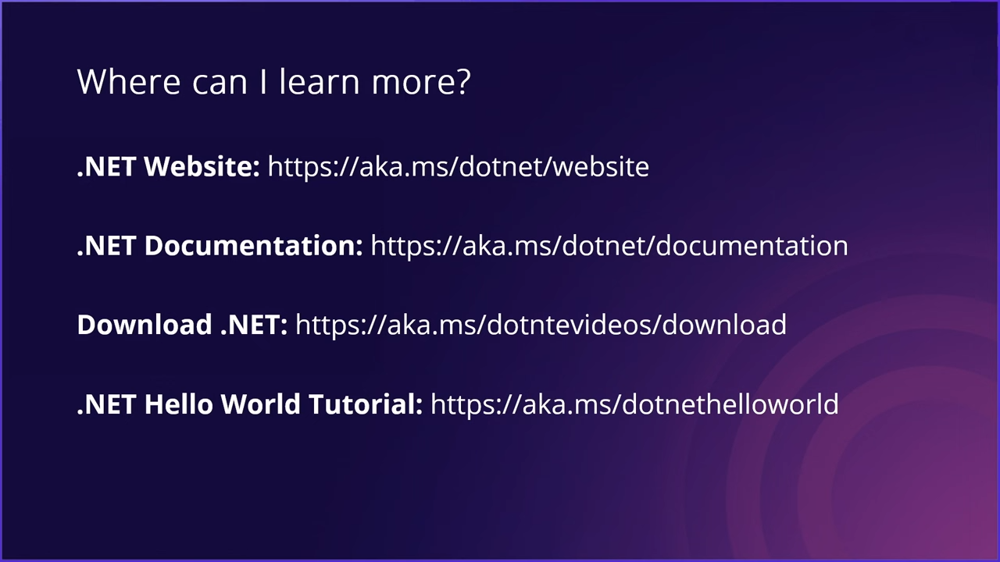 Where can I learn more?
.NET Website: https://aka.ms/dotnet/website
.NET Documentation: https://aka.ms/dotnet/documentation
Download .NET: https://aka.ms/dotntevideos/download
.NET Hello World Tutorial: https://aka.ms/dotnethelloworld